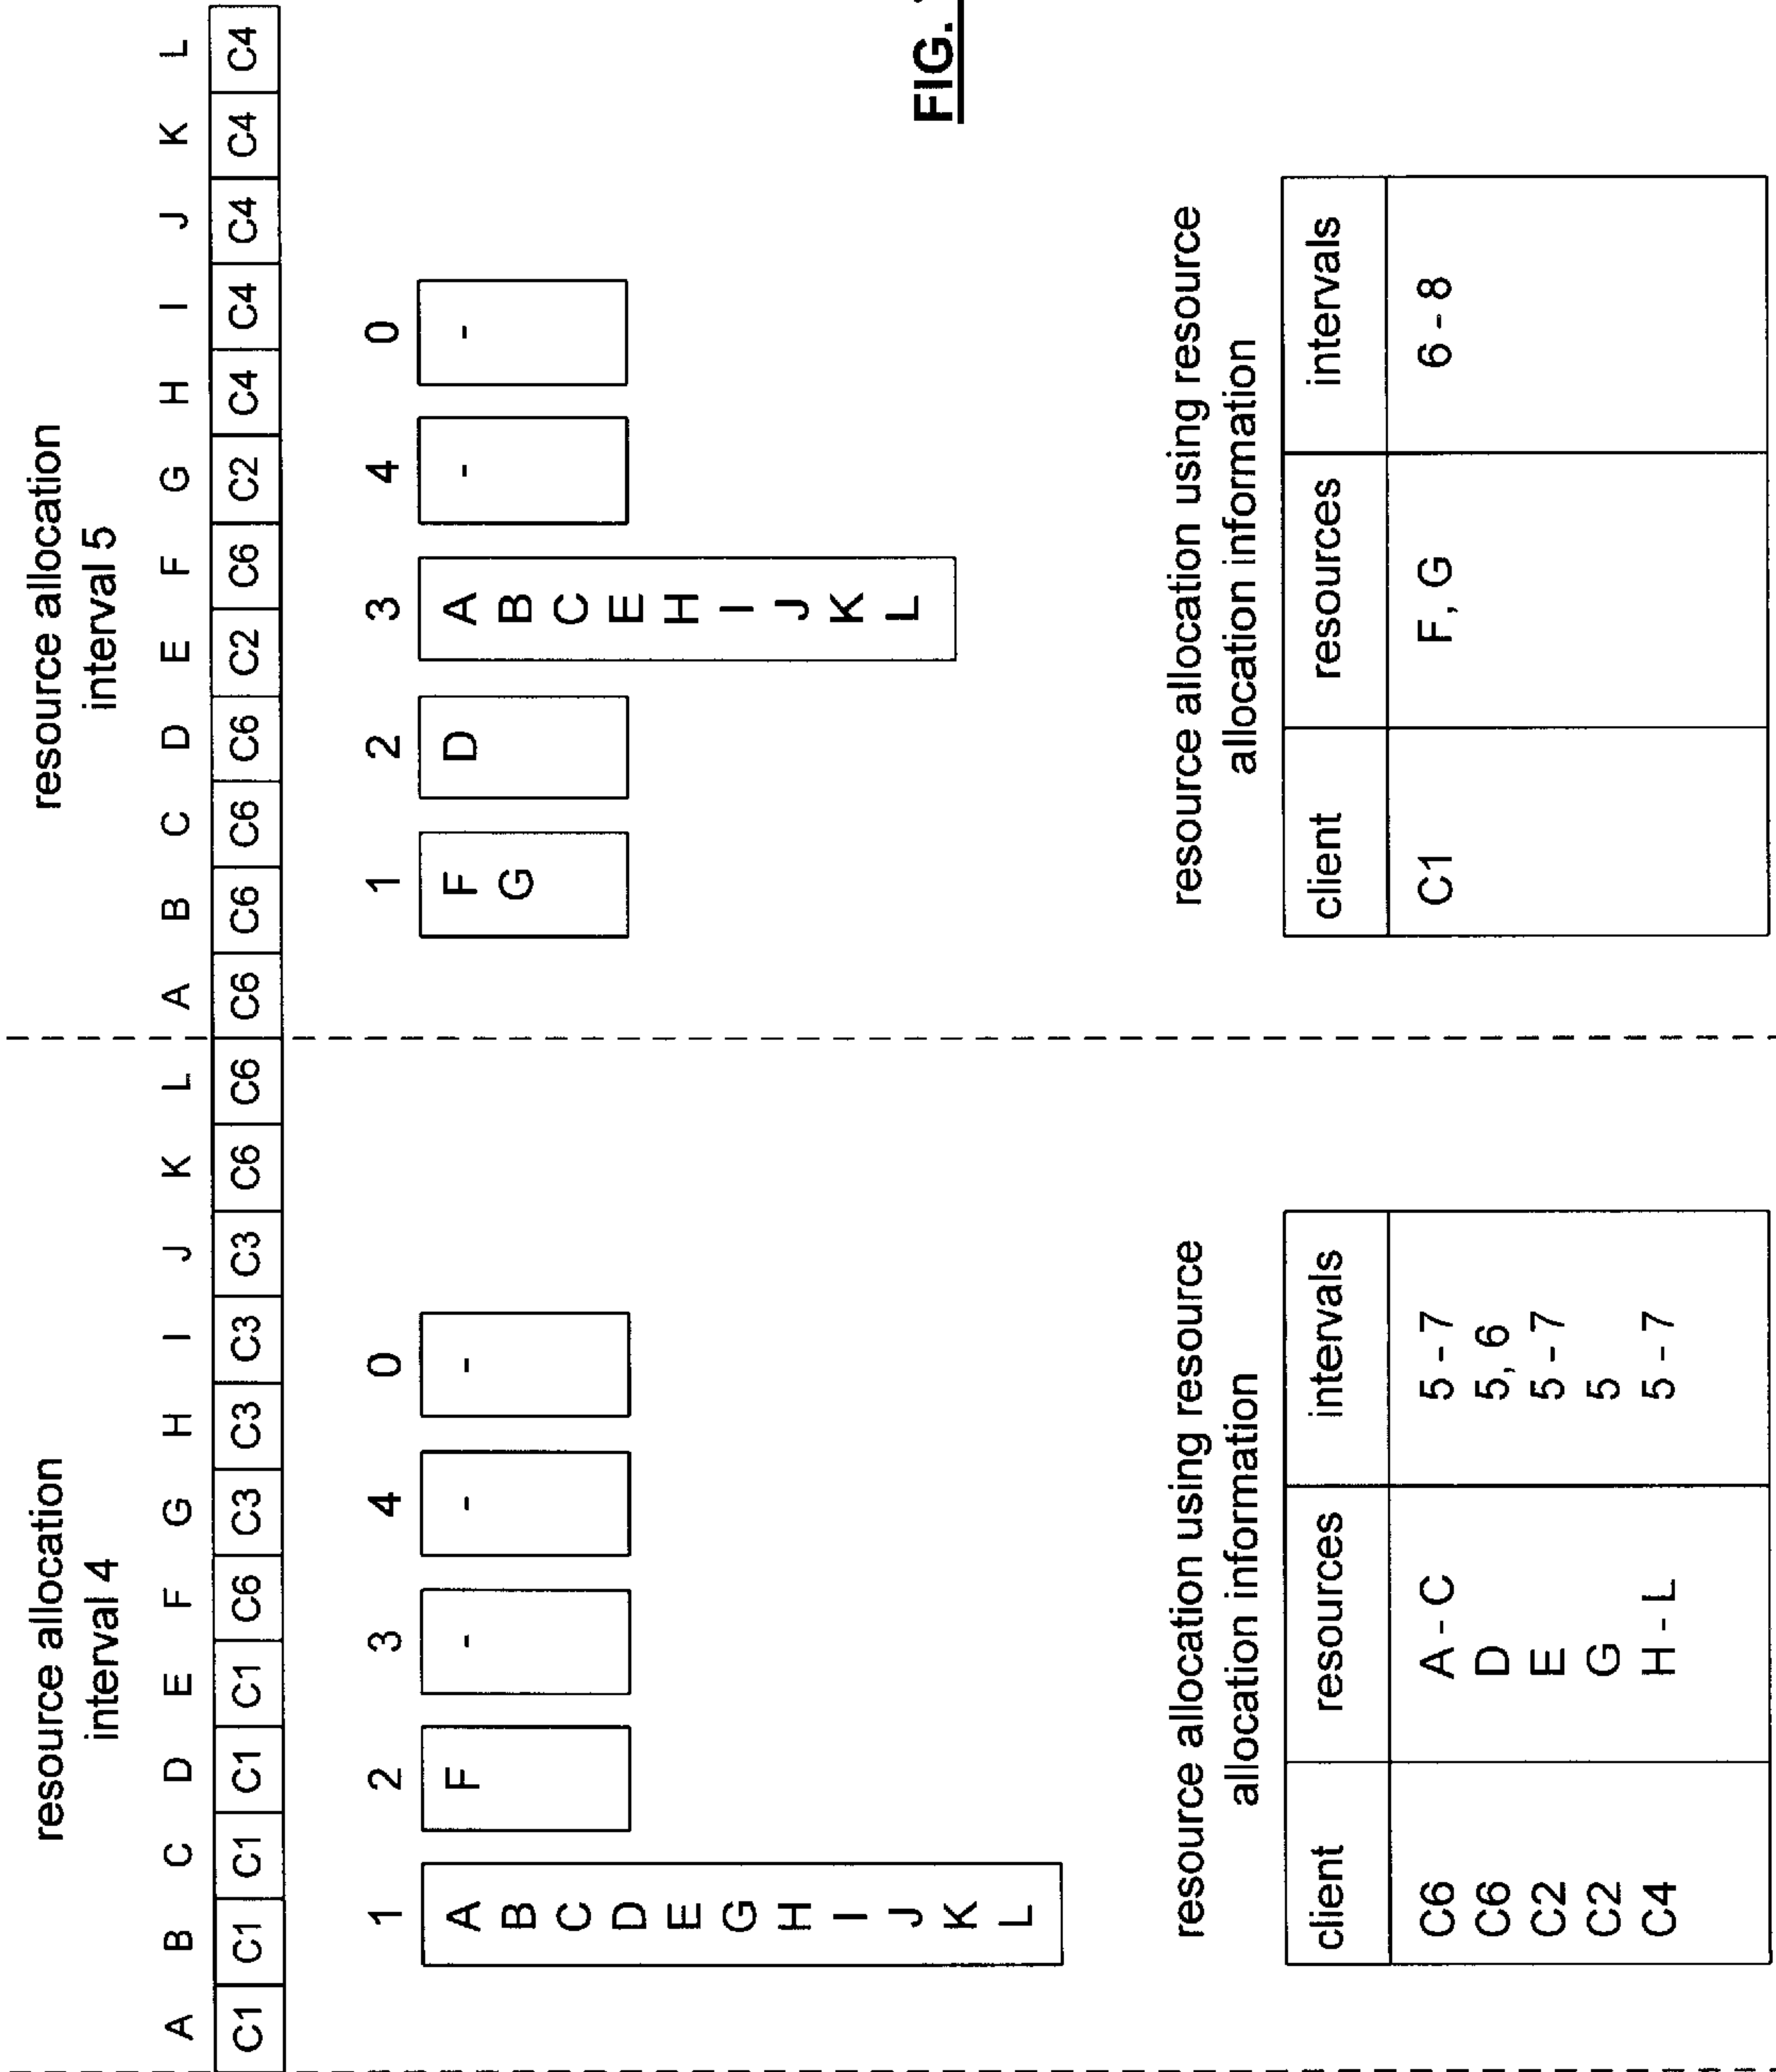 resource allocation
interval 4
A B C D E F G H I J K L
C1 C1 C1 C1 C1 C6 C3 C3 C3 C3 C6 C6
1 2 3 4 0
A F - - -
B
C
D
E
G
H
I
J
K
L
resource allocation using resource
allocation information
client resources intervals
C6 A - C 5 - 7
C6 D 5, 6
C2 E 5 - 7
C2 G 5
C4 H - L 5 - 7
resource allocation
interval 5
A B C D E F G H I J K L
C6 C6 C6 C6 C2 C6 C2 C4 C4 C4 C4 C4
1 2 3 4 0
F D A - -
G B
C
E
H
I
J
K
L
resource allocation using resource
allocation information
client resources intervals
C1 F, G 6 - 8
FIG.